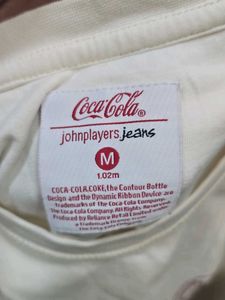 Coca-Cola®
johnplayers.jeans
M
1.02m
COCA-COLA.COKE, the Contour Bottle
Design and the Dynamic Ribbon Device are
trademarks of the Coca-Cola Company.
The Coca-Cola Company. All Rights Reserved.
Produced by Reliance Retail Limited under